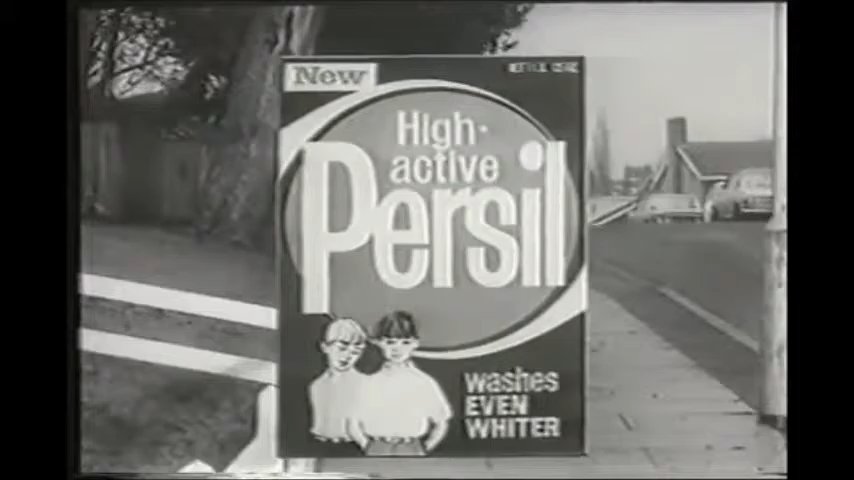 New
High-
active
Persil
washes
EVEN
WHITER